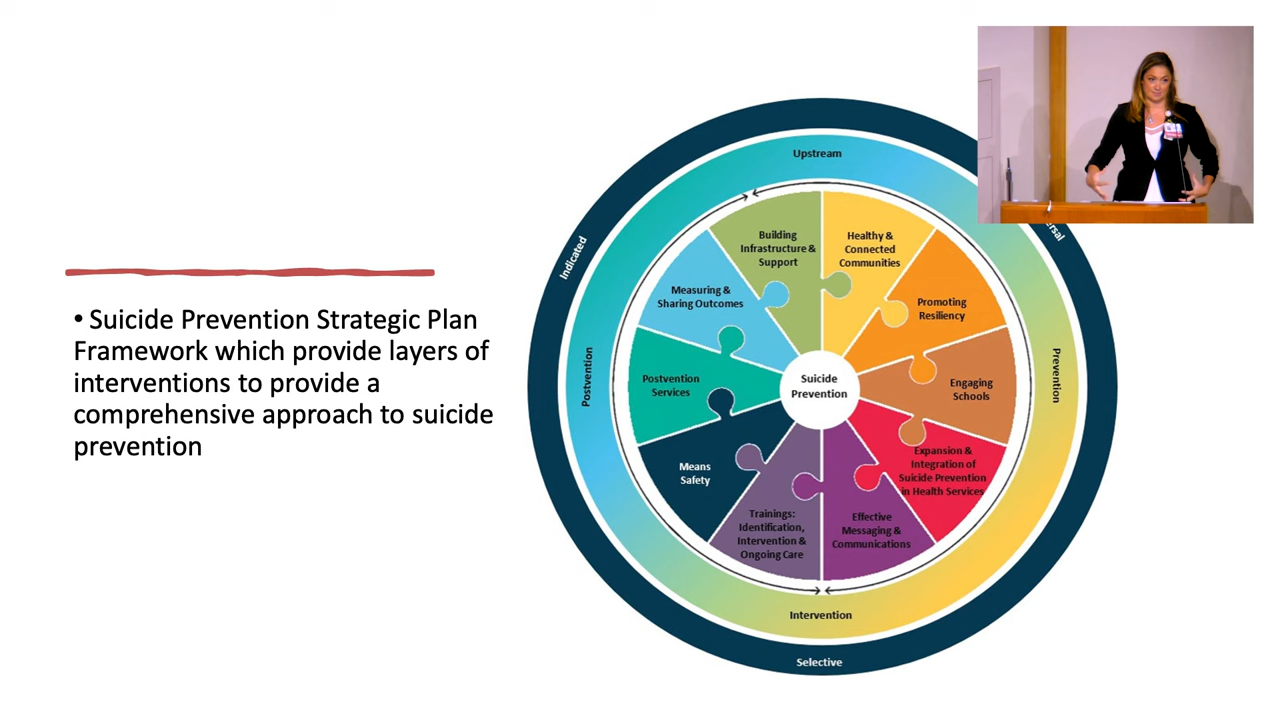 • Suicide Prevention Strategic Plan
Framework which provide layers of
interventions to provide a
comprehensive approach to suicide
prevention
Upstream
Indicated
Postvention
Prevention
Intervention
Selective
Building
Infrastructure &
Support
Healthy &
Connected
Communities
Measuring &
Sharing Outcomes
Promoting
Resiliency
Postvention
Services
Suicide
Prevention
Engaging
Schools
Means
Safety
Expansion &
Integration of
Suicide Prevention
in Health Services
Trainings:
Identification,
Intervention &
Ongoing Care
Effective
Messaging &
Communications